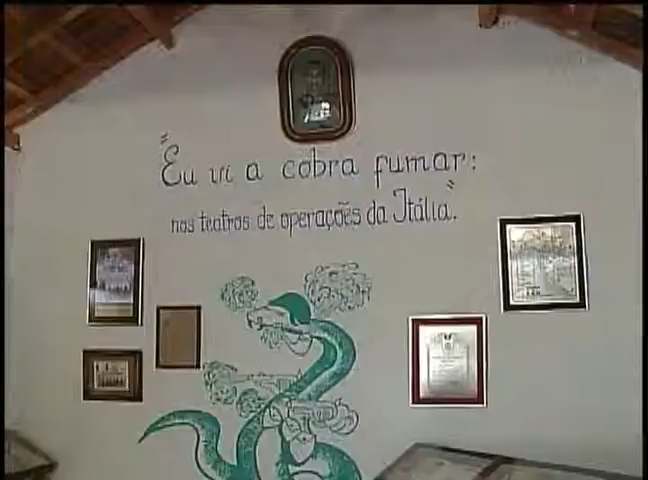 "Eu vi a cobra fumar:
nos teatros de operações da Itália".